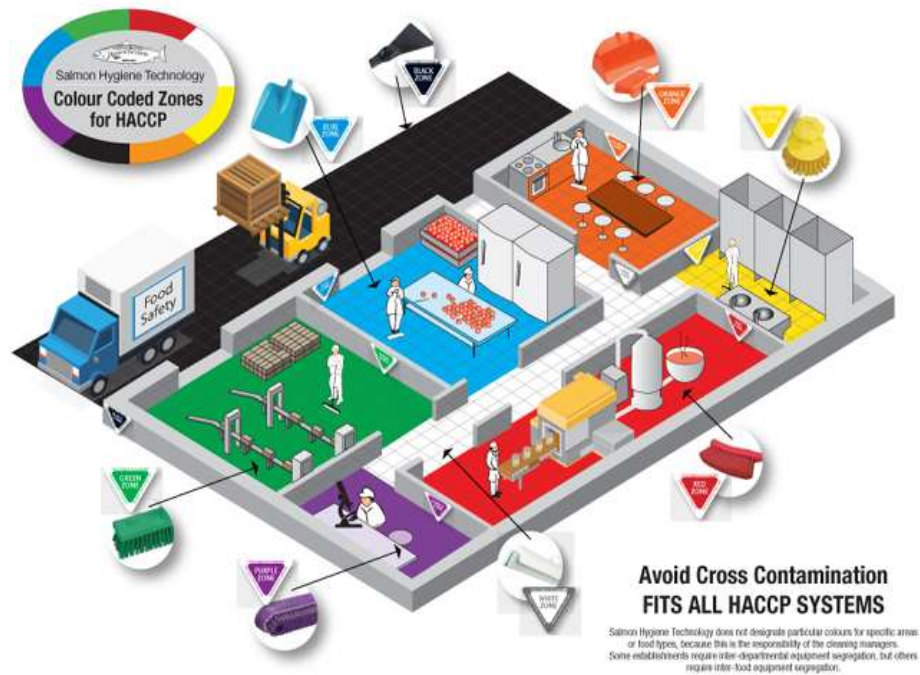 Salmon Hygiene Technology
Colour Coded Zones
for HACCP
BLACK
ZONE
BLUE
ZONE
ORANGE
ZONE
Food
Safety
GREEN
ZONE
RED
ZONE
PURPLE
ZONE
WHITE
ZONE
Avoid Cross Contamination
FITS ALL HACCP SYSTEMS
Salmon Hygiene Technology does not designate particular colours for specific areas
or food types, because this is the responsibility of the cleaning managers.
Some establishments require inter-departmental equipment segregation, but others
require inter-food equipment segregation.